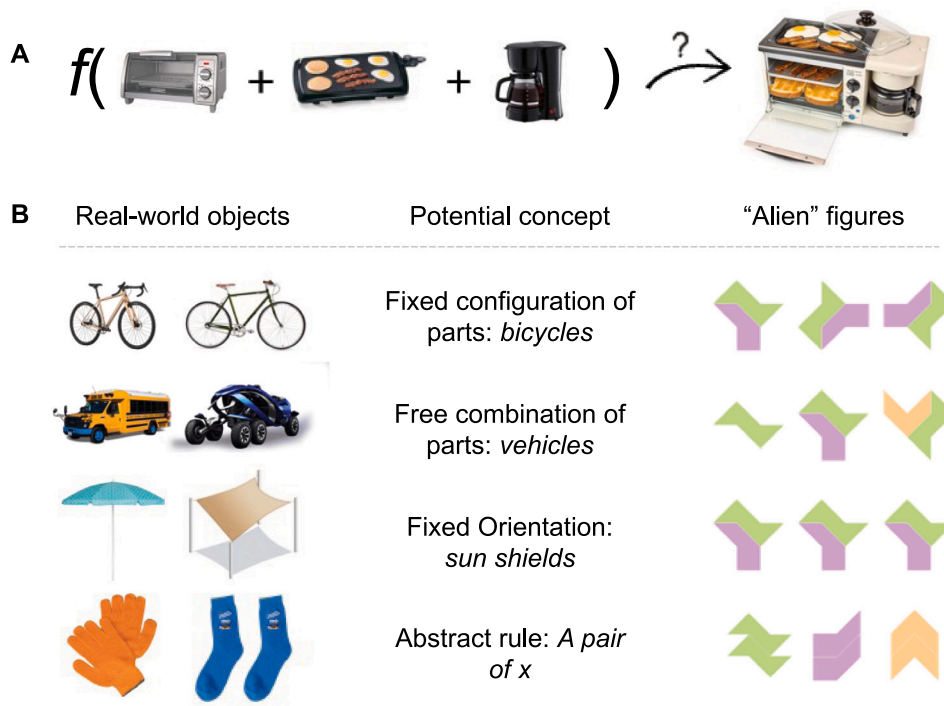 A
f( + + ) ?
B
Real-world objects
Potential concept
“Alien” figures
Fixed configuration of
parts: bicycles
Free combination of
parts: vehicles
Fixed Orientation:
sun shields
Abstract rule: A pair
of x